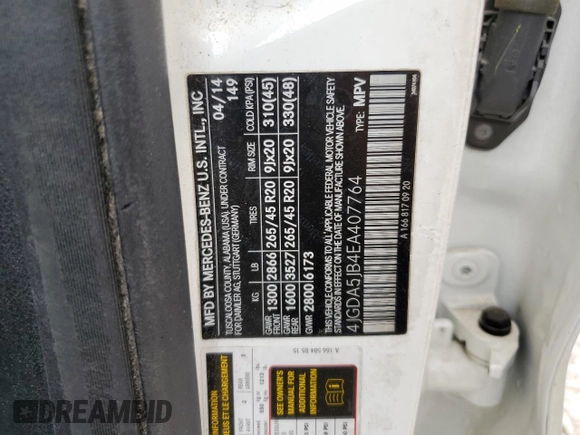 MFD BY MERCEDES-BENZ U.S. INTL., INC
TUSCALOOSA COUNTY, ALABAMA (USA), UNDER CONTRACT
FOR DAIMLER AG, STUTTGART (GERMANY)
04/14
149
KG LB TIRES RIM SIZE COLD KPA(PSI)
GAWR FRONT 1300 2866 265/45 R20 9Jx20 310(45)
GAWR REAR 1600 3527 265/45 R20 9Jx20 330(48)
GVWR 2800 6173
THIS VEHICLE CONFORMS TO ALL APPLICABLE FEDERAL MOTOR VEHICLE SAFETY
STANDARDS IN EFFECT ON THE DATE OF MANUFACTURE SHOWN ABOVE.
4JGDA5JB4EA407764 TYPE: MPV
A 166 817 09 20
A 166 584 85 15
INFORMATION
SEE OWNER'S
MANUAL FOR
ADDITIONAL
INFORMATION
DREAMBID